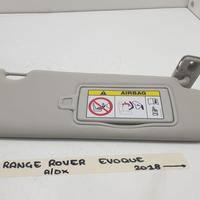 AIRBAG
RANGE ROVER EVOQUE
A/DX 2018 →